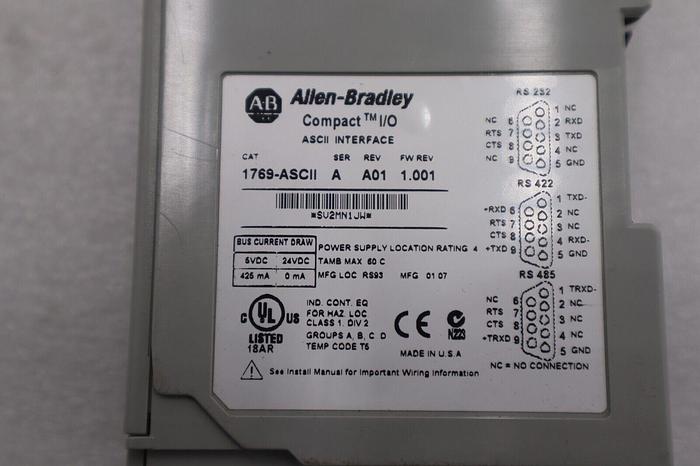 AB Allen-Bradley
Compact™ I/O
ASCII INTERFACE
CAT SER REV FW REV
1769-ASCII A A01 1.001
*SV2MN1JW*
BUS CURRENT DRAW
5VDC 24VDC
425 mA 0 mA
POWER SUPPLY LOCATION RATING 4
TAMB MAX 60 C
MFG LOC RS93 MFG 01 07
C UL US
LISTED
18AR
IND. CONT. EQ
FOR HAZ. LOC
CLASS 1. DIV 2
GROUPS A, B, C D
TEMP CODE T5
CE
N223
MADE IN U.S.A
See Installation Manual for Important Wiring Information
RS 232
1 NC
NC 6
2 RXD
RTS 7
3 TXD
CTS 8
4 NC
NC 9
5 GND
RS 422
1 TXD-
+RXD 6
2 NC
RTS 7
3 NC
CTS 8
4 RXD-
+TXD 9
5 GND
RS 485
1 TRXD-
NC 6
2 NC
RTS 7
3 NC
CTS 8
4 NC
+TRXD 9
5 GND
NC = NO CONNECTION